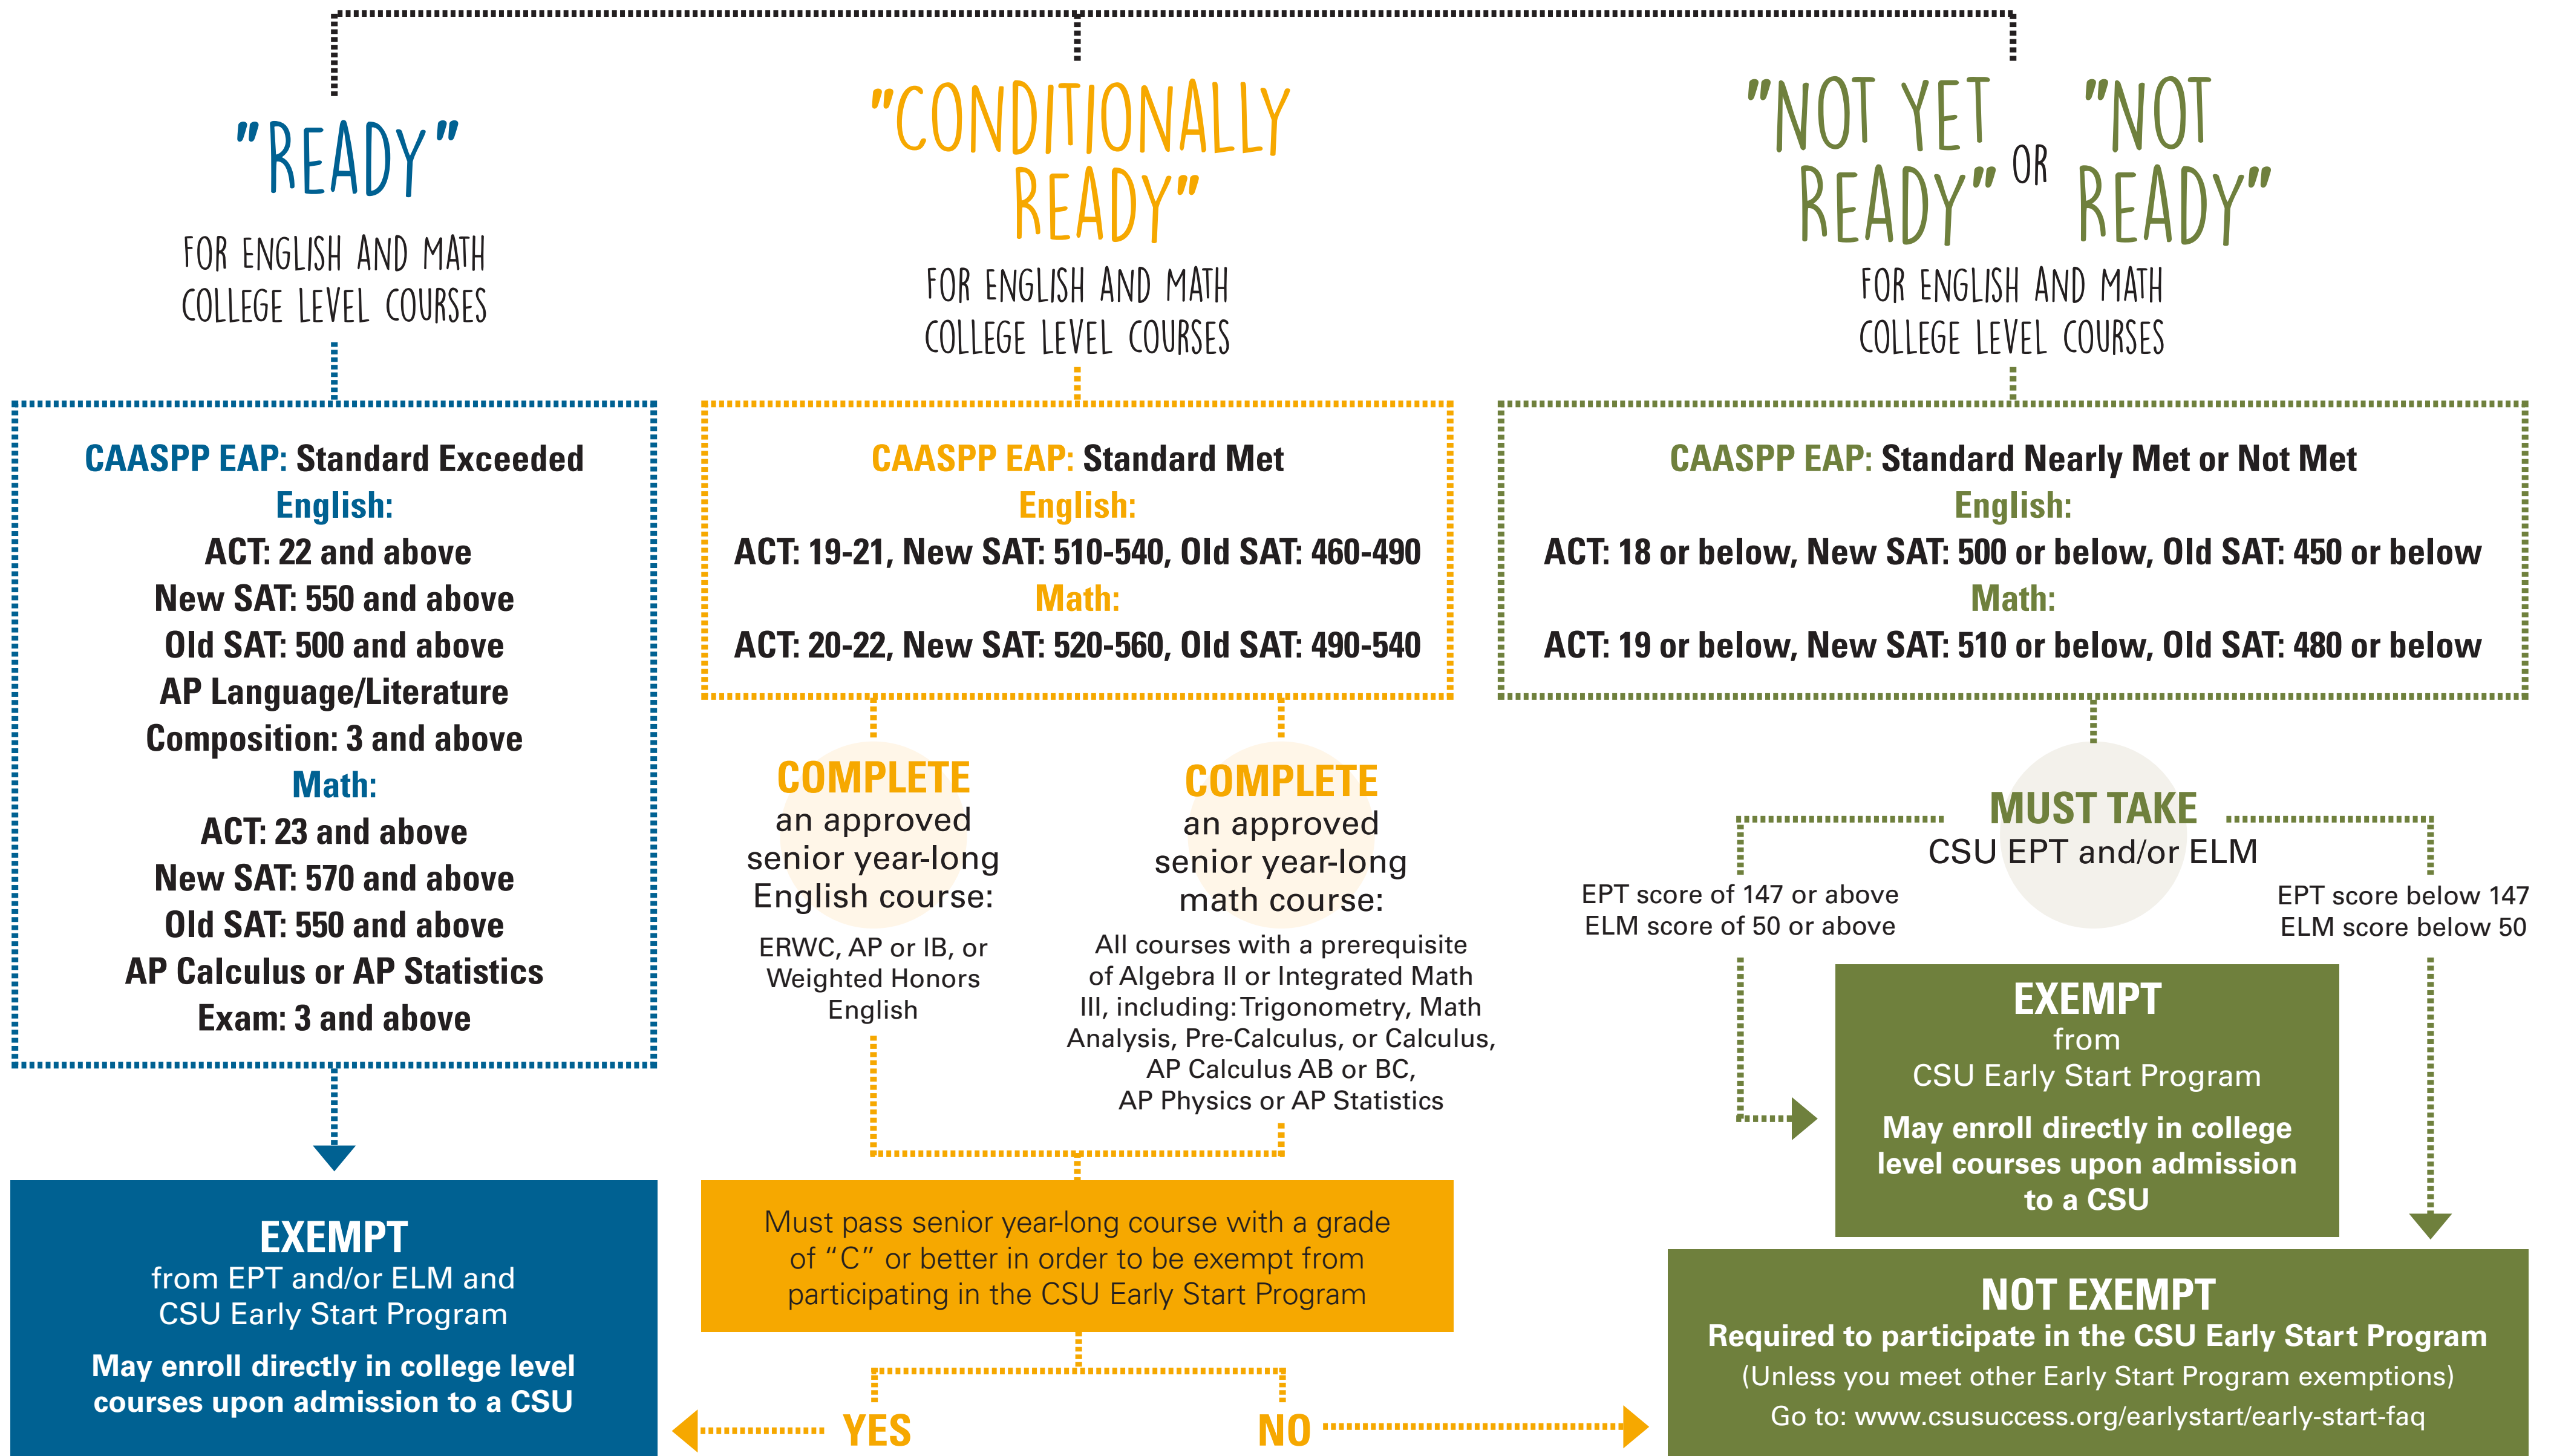 "READY"
FOR ENGLISH AND MATH
COLLEGE LEVEL COURSES
CAASPP EAP: Standard Exceeded
English:
ACT: 22 and above
New SAT: 550 and above
Old SAT: 500 and above
AP Language/Literature
Composition: 3 and above
Math:
ACT: 23 and above
New SAT: 570 and above
Old SAT: 550 and above
AP Calculus or AP Statistics
Exam: 3 and above
EXEMPT
from EPT and/or ELM and
CSU Early Start Program
May enroll directly in college level
courses upon admission to a CSU
"CONDITIONALLY
READY"
FOR ENGLISH AND MATH
COLLEGE LEVEL COURSES
CAASPP EAP: Standard Met
English:
ACT: 19-21, New SAT: 510-540, Old SAT: 460-490
Math:
ACT: 20-22, New SAT: 520-560, Old SAT: 490-540
COMPLETE
an approved
senior year-long
English course:
ERWC, AP or IB, or
Weighted Honors
English
COMPLETE
an approved
senior year-long
math course:
All courses with a prerequisite
of Algebra II or Integrated Math
III, including: Trigonometry, Math
Analysis, Pre-Calculus, or Calculus,
AP Calculus AB or BC,
AP Physics or AP Statistics
Must pass senior year-long course with a grade
of “C” or better in order to be exempt from
participating in the CSU Early Start Program
YES
NO
"NOT YET
READY"
OR
"NOT
READY"
FOR ENGLISH AND MATH
COLLEGE LEVEL COURSES
CAASPP EAP: Standard Nearly Met or Not Met
English:
ACT: 18 or below, New SAT: 500 or below, Old SAT: 450 or below
Math:
ACT: 19 or below, New SAT: 510 or below, Old SAT: 480 or below
MUST TAKE
CSU EPT and/or ELM
EPT score of 147 or above
ELM score of 50 or above
EPT score below 147
ELM score below 50
EXEMPT
from
CSU Early Start Program
May enroll directly in college
level courses upon admission
to a CSU
NOT EXEMPT
Required to participate in the CSU Early Start Program
(Unless you meet other Early Start Program exemptions)
Go to: www.csusuccess.org/earlystart/early-start-faq